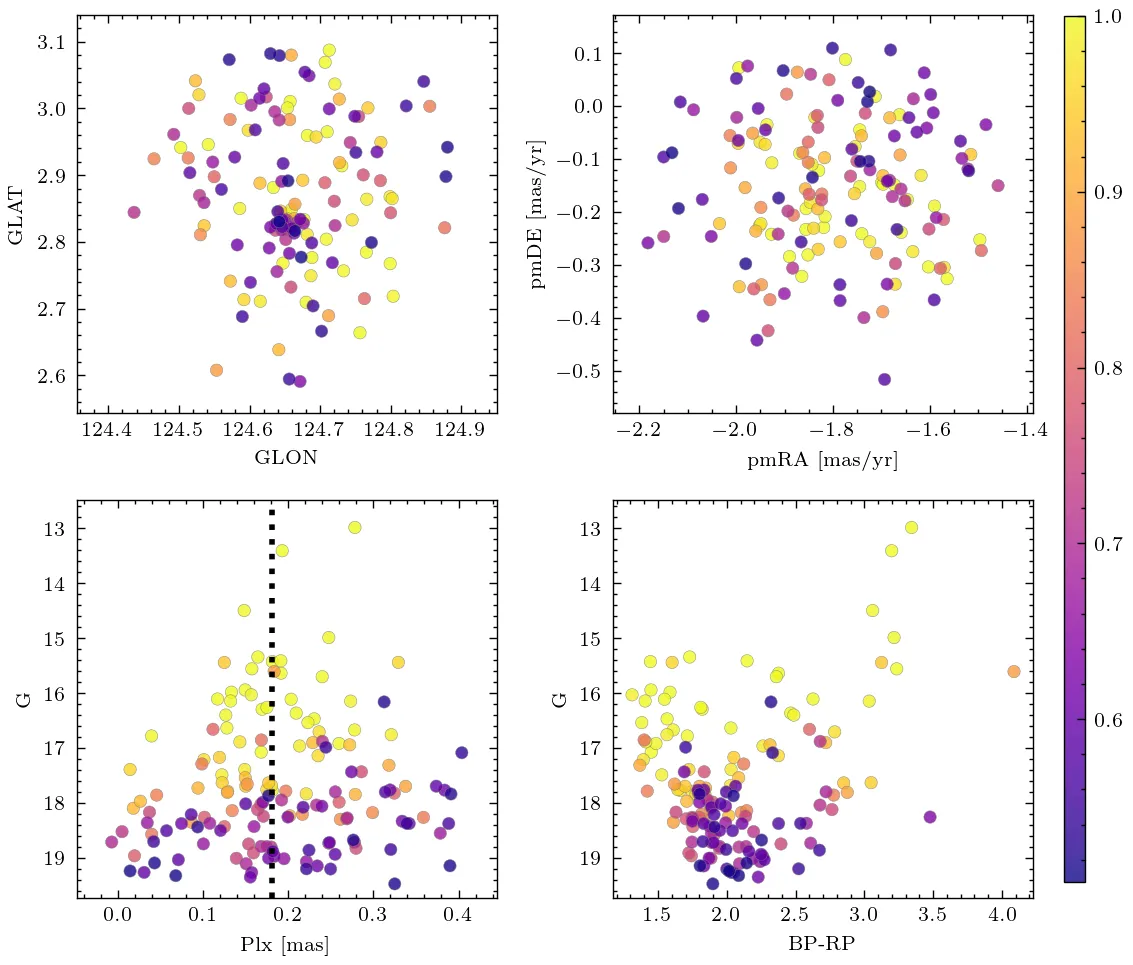 3.1
3.0
2.9
2.8
2.7
2.6
GLAT
124.4 124.5 124.6 124.7 124.8 124.9
GLON
0.1
0.0
−0.1
−0.2
−0.3
−0.4
−0.5
pmDE [mas/yr]
−2.2 −2.0 −1.8 −1.6 −1.4
pmRA [mas/yr]
13
14
15
16
17
18
19
G
0.0 0.1 0.2 0.3 0.4
Plx [mas]
13
14
15
16
17
18
19
G
1.5 2.0 2.5 3.0 3.5 4.0
BP-RP
1.0
0.9
0.8
0.7
0.6